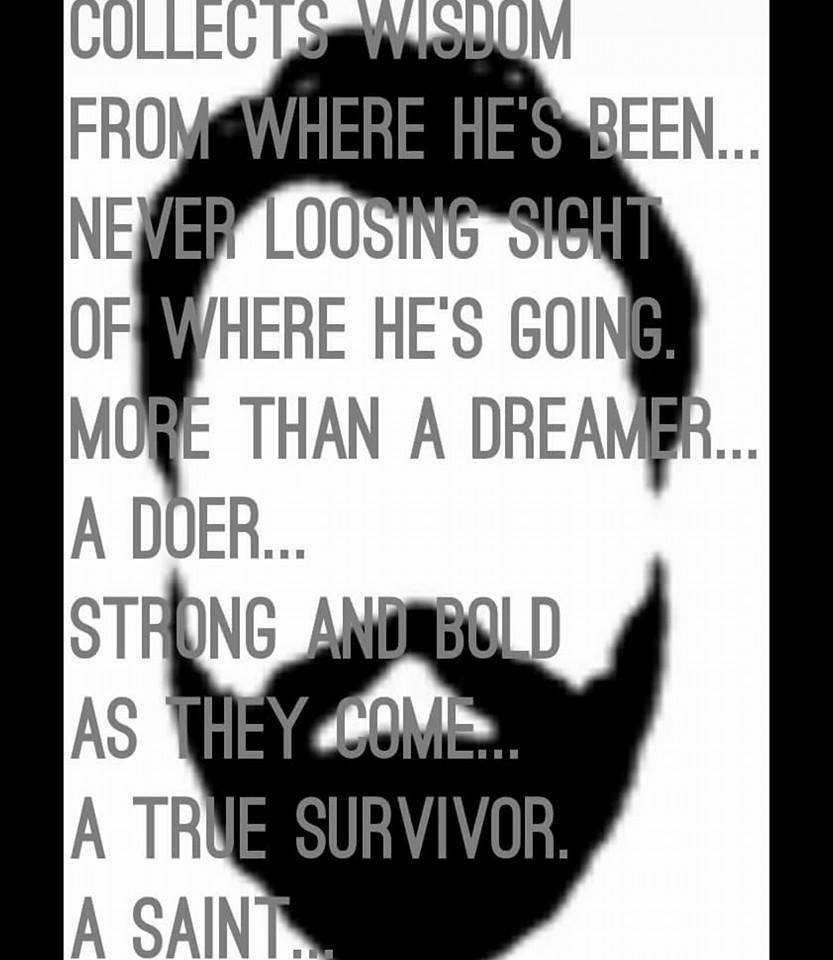 COLLECTS WISDOM
FROM WHERE HE'S BEEN...
NEVER LOOSING SIGHT
OF WHERE HE'S GOING.
MORE THAN A DREAMER...
A DOER...
STRONG AND BOLD
AS THEY COME...
A TRUE SURVIVOR.
A SAINT...